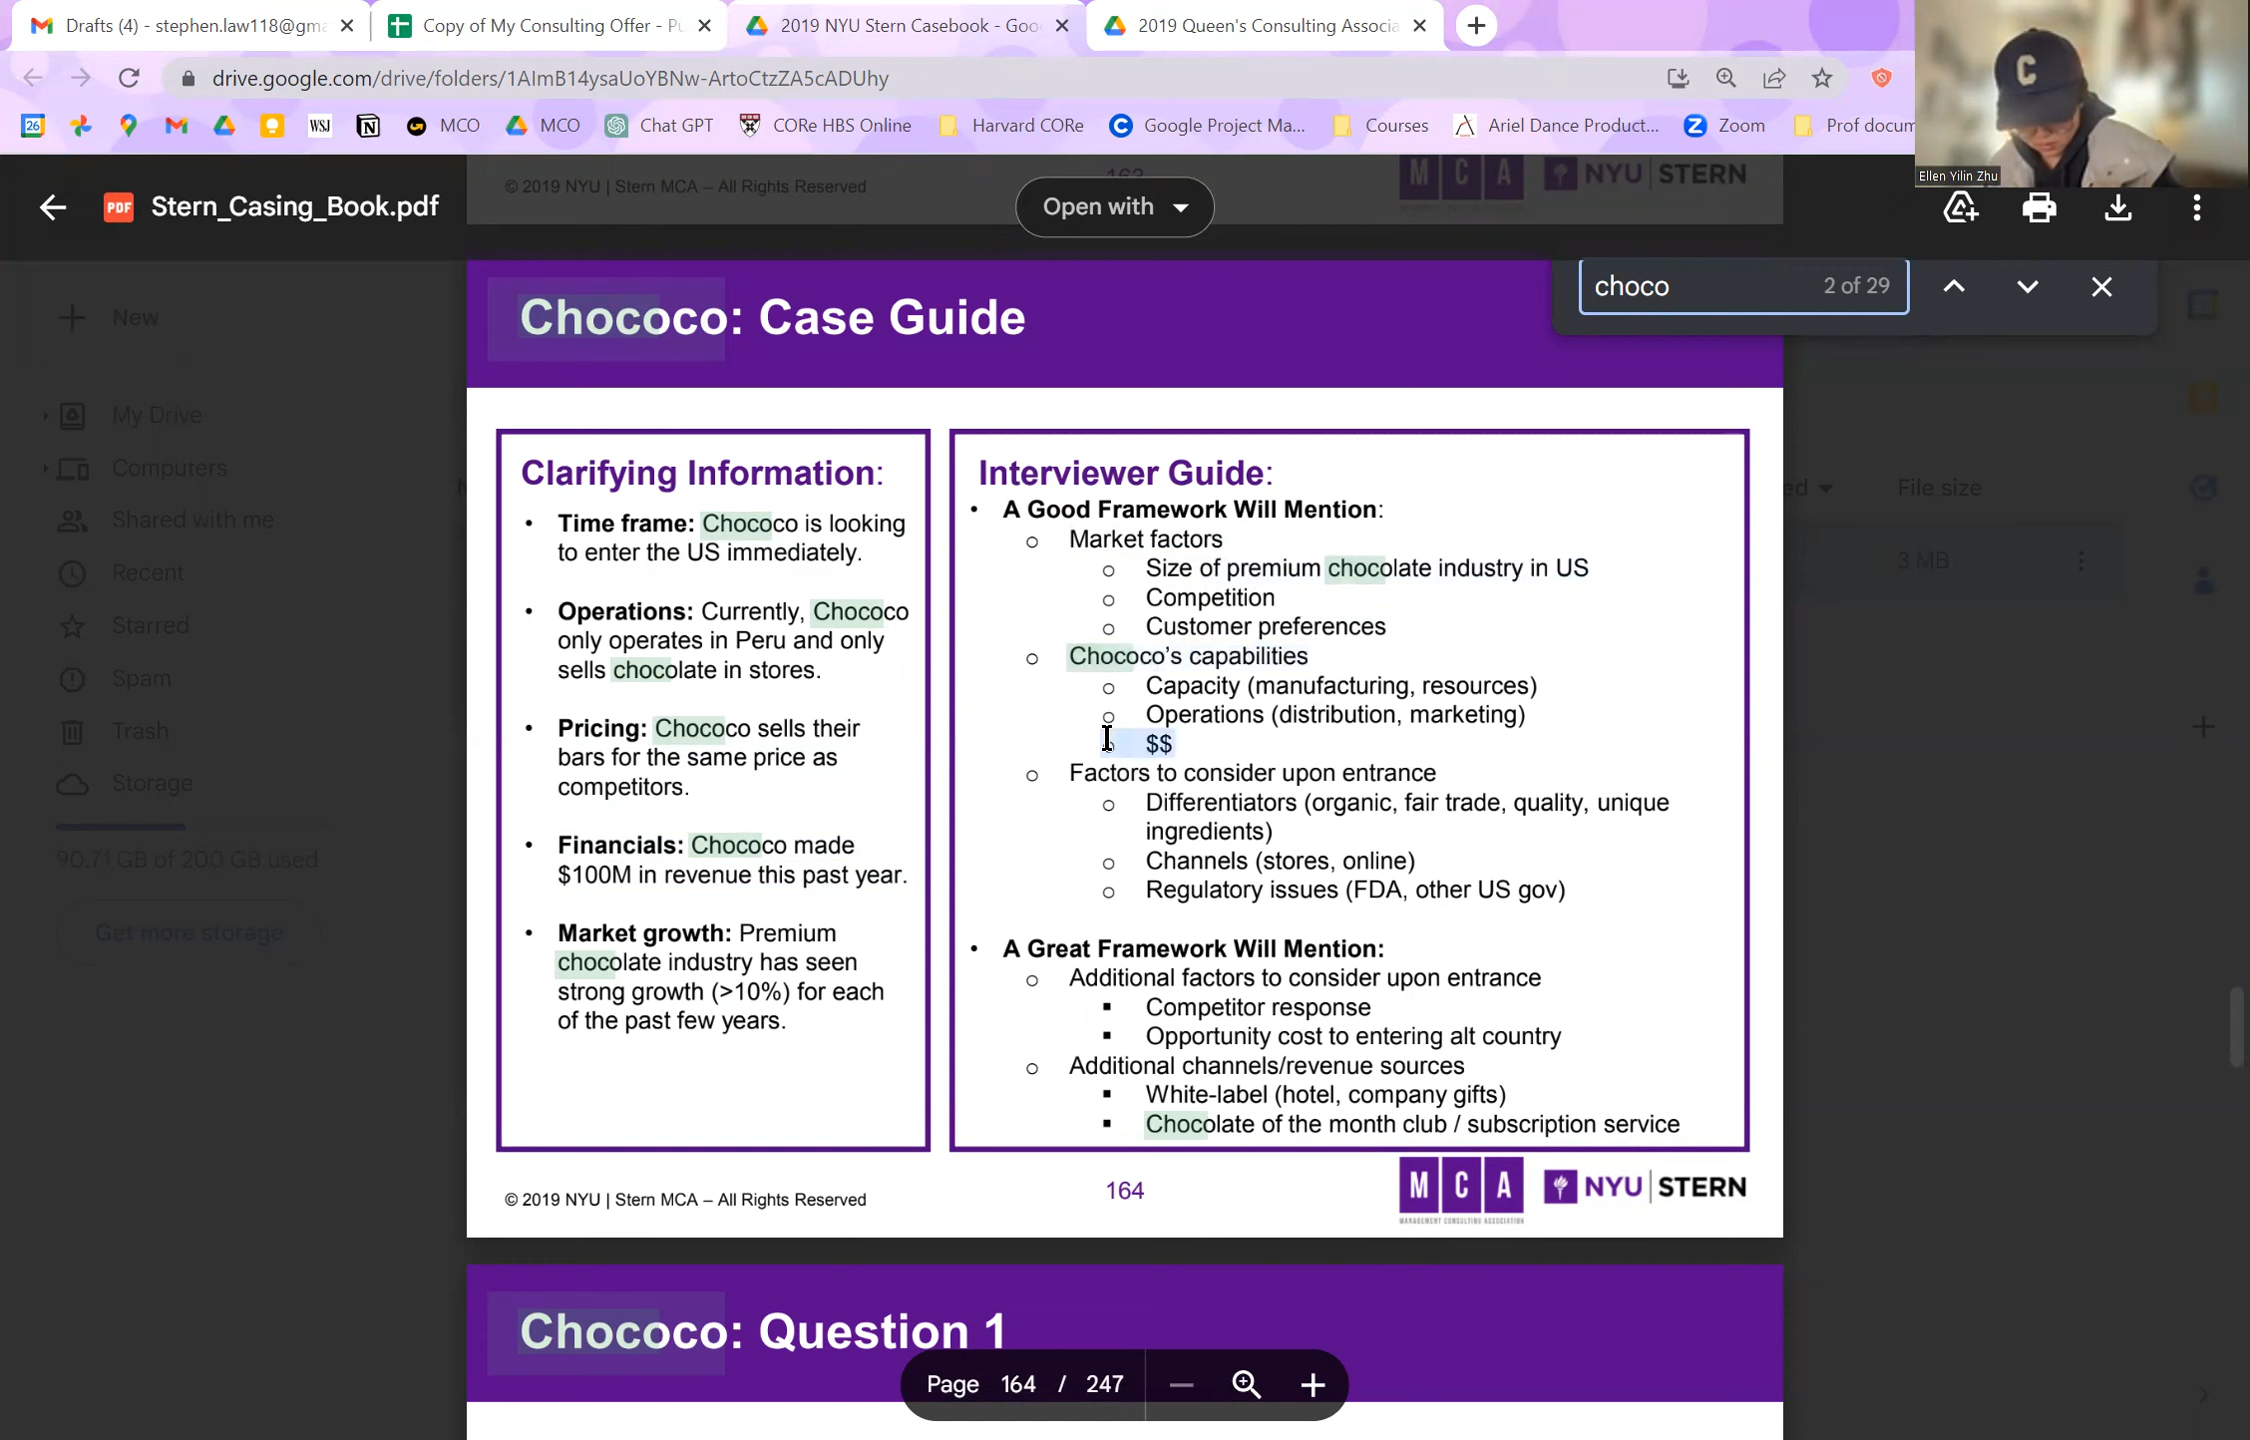 Drafts (4) - stephen.law118@gma
Copy of My Consulting Offer - Pu
2019 NYU Stern Casebook - Goo
2019 Queen's Consulting Associa
drive.google.com/drive/folders/1AImB14ysaUoYBNw-ArtoCtzZA5cADUhy
26
WSJ
MCO
MCO
Chat GPT
CORe HBS Online
Harvard CORe
Google Project Ma...
Courses
Ariel Dance Product...
Zoom
Prof docum
C
Ellen Yilin Zhu
© 2019 NYU | Stern MCA – All Rights Reserved
163
MCA
NYU STERN
PDF
Stern_Casing_Book.pdf
Open with
choco
2 of 29
New
My Drive
Computers
Shared with me
Recent
Starred
Spam
Trash
Storage
90.71 GB of 200 GB used
Get more storage
ed
File size
3 MB
Chococo: Case Guide
Clarifying Information:
• Time frame: Chococo is looking
to enter the US immediately.
• Operations: Currently, Chococo
only operates in Peru and only
sells chocolate in stores.
• Pricing: Chococo sells their
bars for the same price as
competitors.
• Financials: Chococo made
$100M in revenue this past year.
• Market growth: Premium
chocolate industry has seen
strong growth (>10%) for each
of the past few years.
Interviewer Guide:
• A Good Framework Will Mention:
○ Market factors
○ Size of premium chocolate industry in US
○ Competition
○ Customer preferences
○ Chococo’s capabilities
○ Capacity (manufacturing, resources)
○ Operations (distribution, marketing)
○ $$
○ Factors to consider upon entrance
○ Differentiators (organic, fair trade, quality, unique
ingredients)
○ Channels (stores, online)
○ Regulatory issues (FDA, other US gov)
• A Great Framework Will Mention:
○ Additional factors to consider upon entrance
▪ Competitor response
▪ Opportunity cost to entering alt country
○ Additional channels/revenue sources
▪ White-label (hotel, company gifts)
▪ Chocolate of the month club / subscription service
© 2019 NYU | Stern MCA – All Rights Reserved
164
MCA
MANAGEMENT CONSULTING ASSOCIATION
NYU STERN
Chococo: Question 1
Page 164 / 247